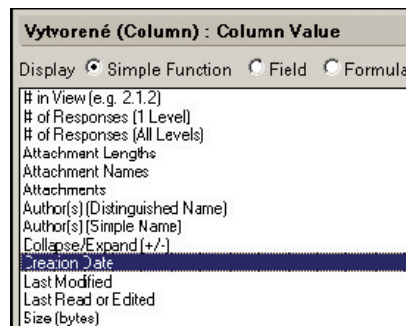 Vytvorené (Column) : Column Value
Display Simple Function Field Formula
# in View (e.g. 2.1.2)
# of Responses (1 Level)
# of Responses (All Levels)
Attachment Lengths
Attachment Names
Attachments
Author(s) (Distinguished Name)
Author(s) (Simple Name)
Collapse/Expand (+/-)
Creation Date
Last Modified
Last Read or Edited
Size (bytes)